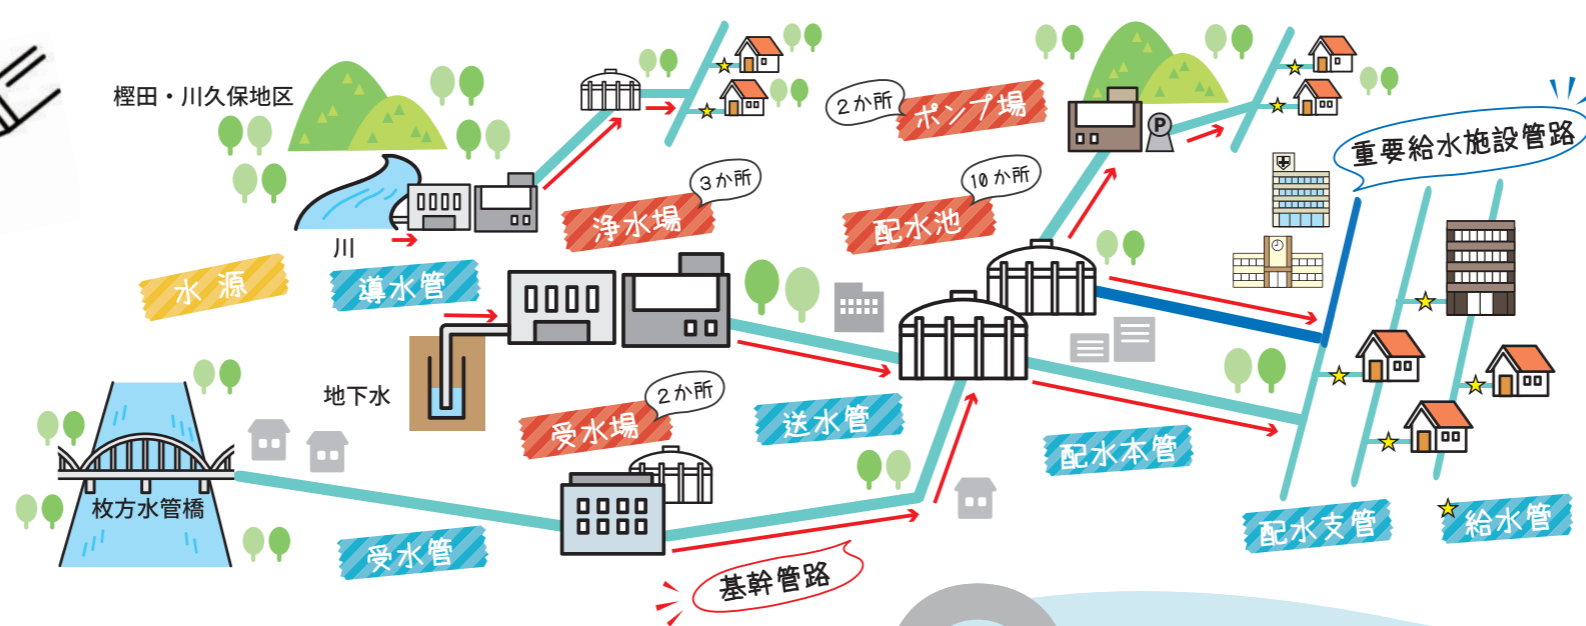 樫田・川久保地区
川
水 源
導水管
浄水場
3か所
地下水
枚方水管橋
受水管
受水場
2か所
基幹管路
送水管
配水池
10か所
ポンプ場
2か所
P
重要給水施設管路
配水本管
配水支管
給水管